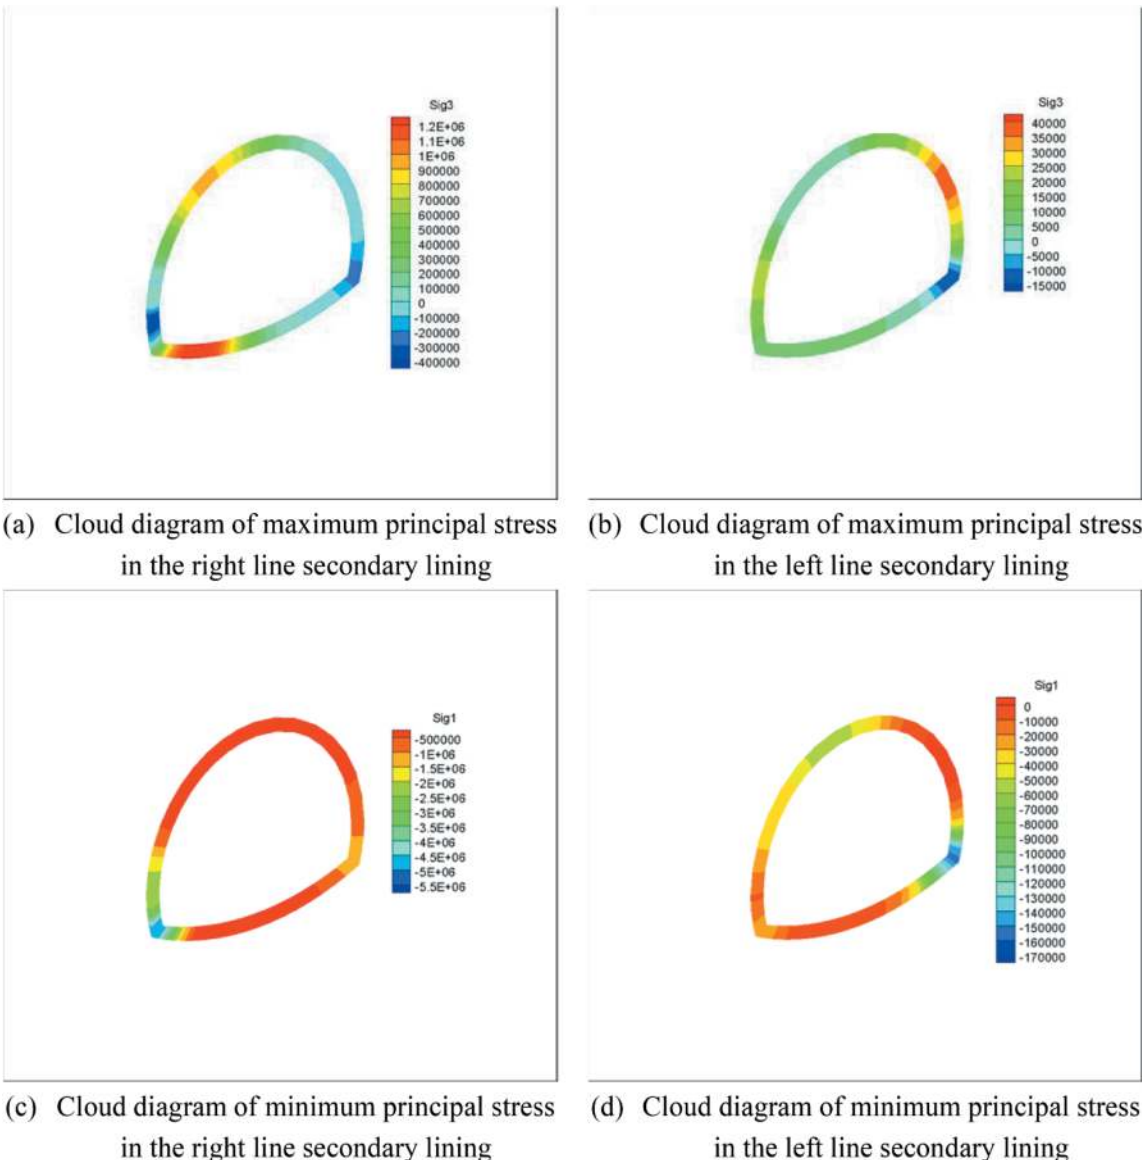 Sig3
1.2E+06
1.1E+06
1E+06
900000
800000
700000
600000
500000
400000
300000
200000
100000
0
-100000
-200000
-300000
-400000
Sig3
40000
35000
30000
25000
20000
15000
10000
5000
0
-5000
-10000
-15000
(a) Cloud diagram of maximum principal stress
in the right line secondary lining
(b) Cloud diagram of maximum principal stress
in the left line secondary lining
Sig1
-500000
-1E+06
-1.5E+06
-2E+06
-2.5E+06
-3E+06
-3.5E+06
-4E+06
-4.5E+06
-5E+06
-5.5E+06
Sig1
0
-10000
-20000
-30000
-40000
-50000
-60000
-70000
-80000
-90000
-100000
-110000
-120000
-130000
-140000
-150000
-160000
-170000
(c) Cloud diagram of minimum principal stress
in the right line secondary lining
(d) Cloud diagram of minimum principal stress
in the left line secondary lining